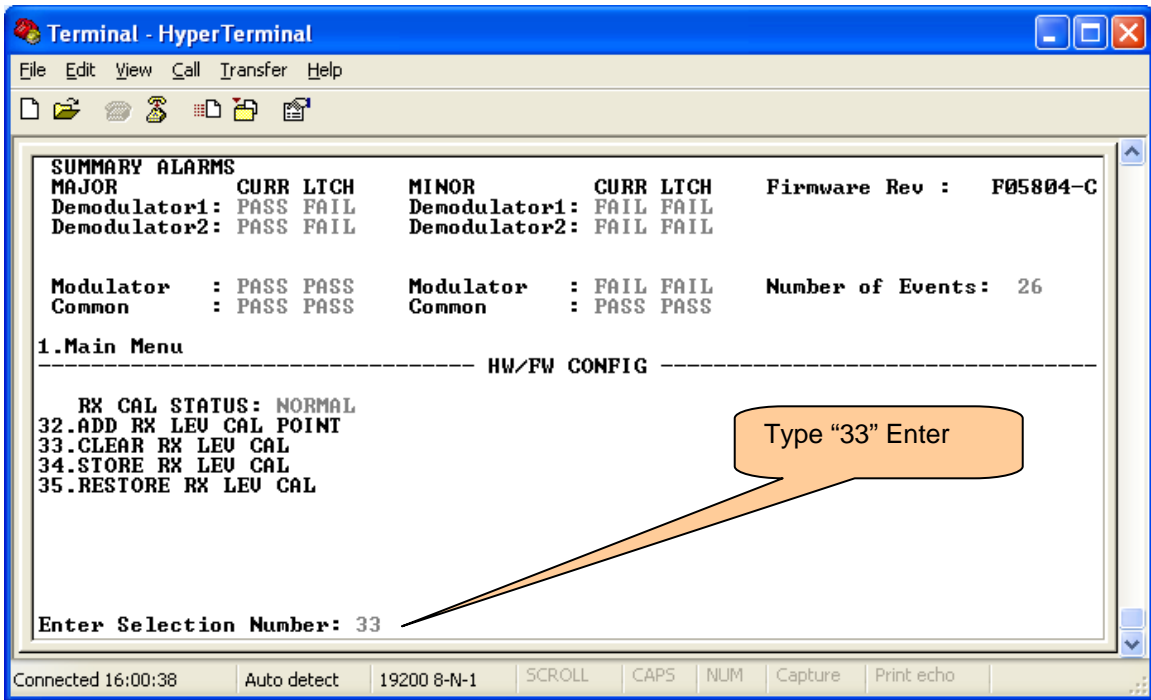 Terminal - HyperTerminal
File Edit View Call Transfer Help
SUMMARY ALARMS
MAJOR CURR LTCH MINOR CURR LTCH Firmware Rev : F05804-C
Demodulator1: PASS FAIL Demodulator1: FAIL FAIL
Demodulator2: PASS FAIL Demodulator2: FAIL FAIL
Modulator : PASS PASS Modulator : FAIL FAIL Number of Events: 26
Common : PASS PASS Common : PASS PASS
1.Main Menu
---------------------------------- HW/FW CONFIG ----------------------------------
RX CAL STATUS: NORMAL
32.ADD RX LEV CAL POINT
33.CLEAR RX LEV CAL
34.STORE RX LEV CAL
35.RESTORE RX LEV CAL
Type “33” Enter
Enter Selection Number: 33
Connected 16:00:38 Auto detect 19200 8-N-1 SCROLL CAPS NUM Capture Print echo